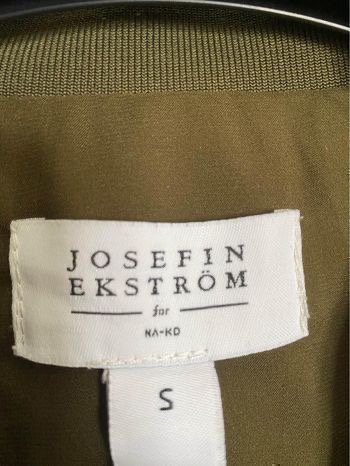 JOSEFIN
EKSTRÖM
for
NA-KD
S